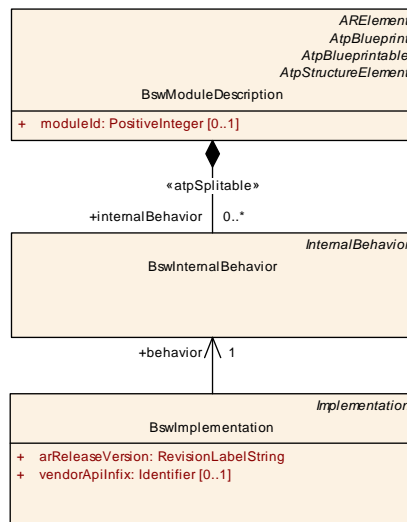 ARElement
AtpBlueprint
AtpBlueprintable
AtpStructureElement
BswModuleDescription
+ moduleId: PositiveInteger [0..1]
«atpSplitable»
+internalBehavior 0..*
InternalBehavior
BswInternalBehavior
+behavior 1
Implementation
BswImplementation
+ arReleaseVersion: RevisionLabelString
+ vendorApiInfix: Identifier [0..1]